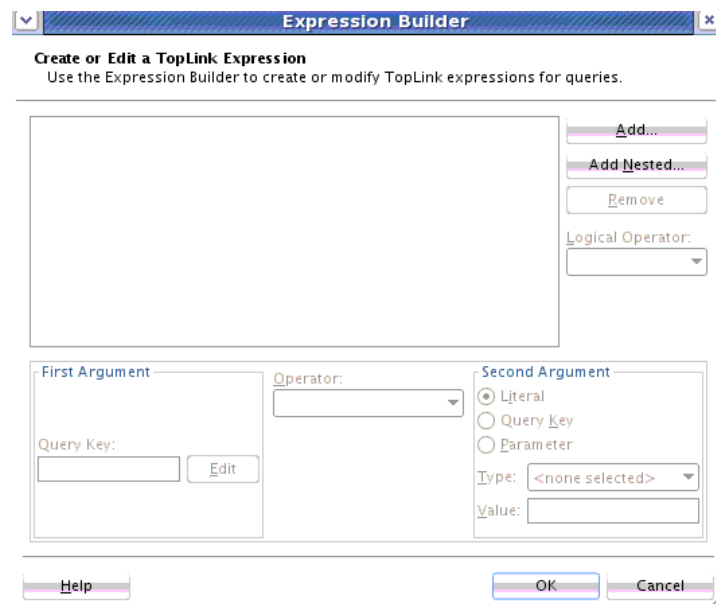 Expression Builder
Create or Edit a TopLink Expression
Use the Expression Builder to create or modify TopLink expressions for queries.
Add...
Add Nested...
Remove
Logical Operator:
First Argument
Operator:
Second Argument
Literal
Query Key
Parameter
Query Key:
Edit
Type: <none selected>
Value:
Help
OK
Cancel